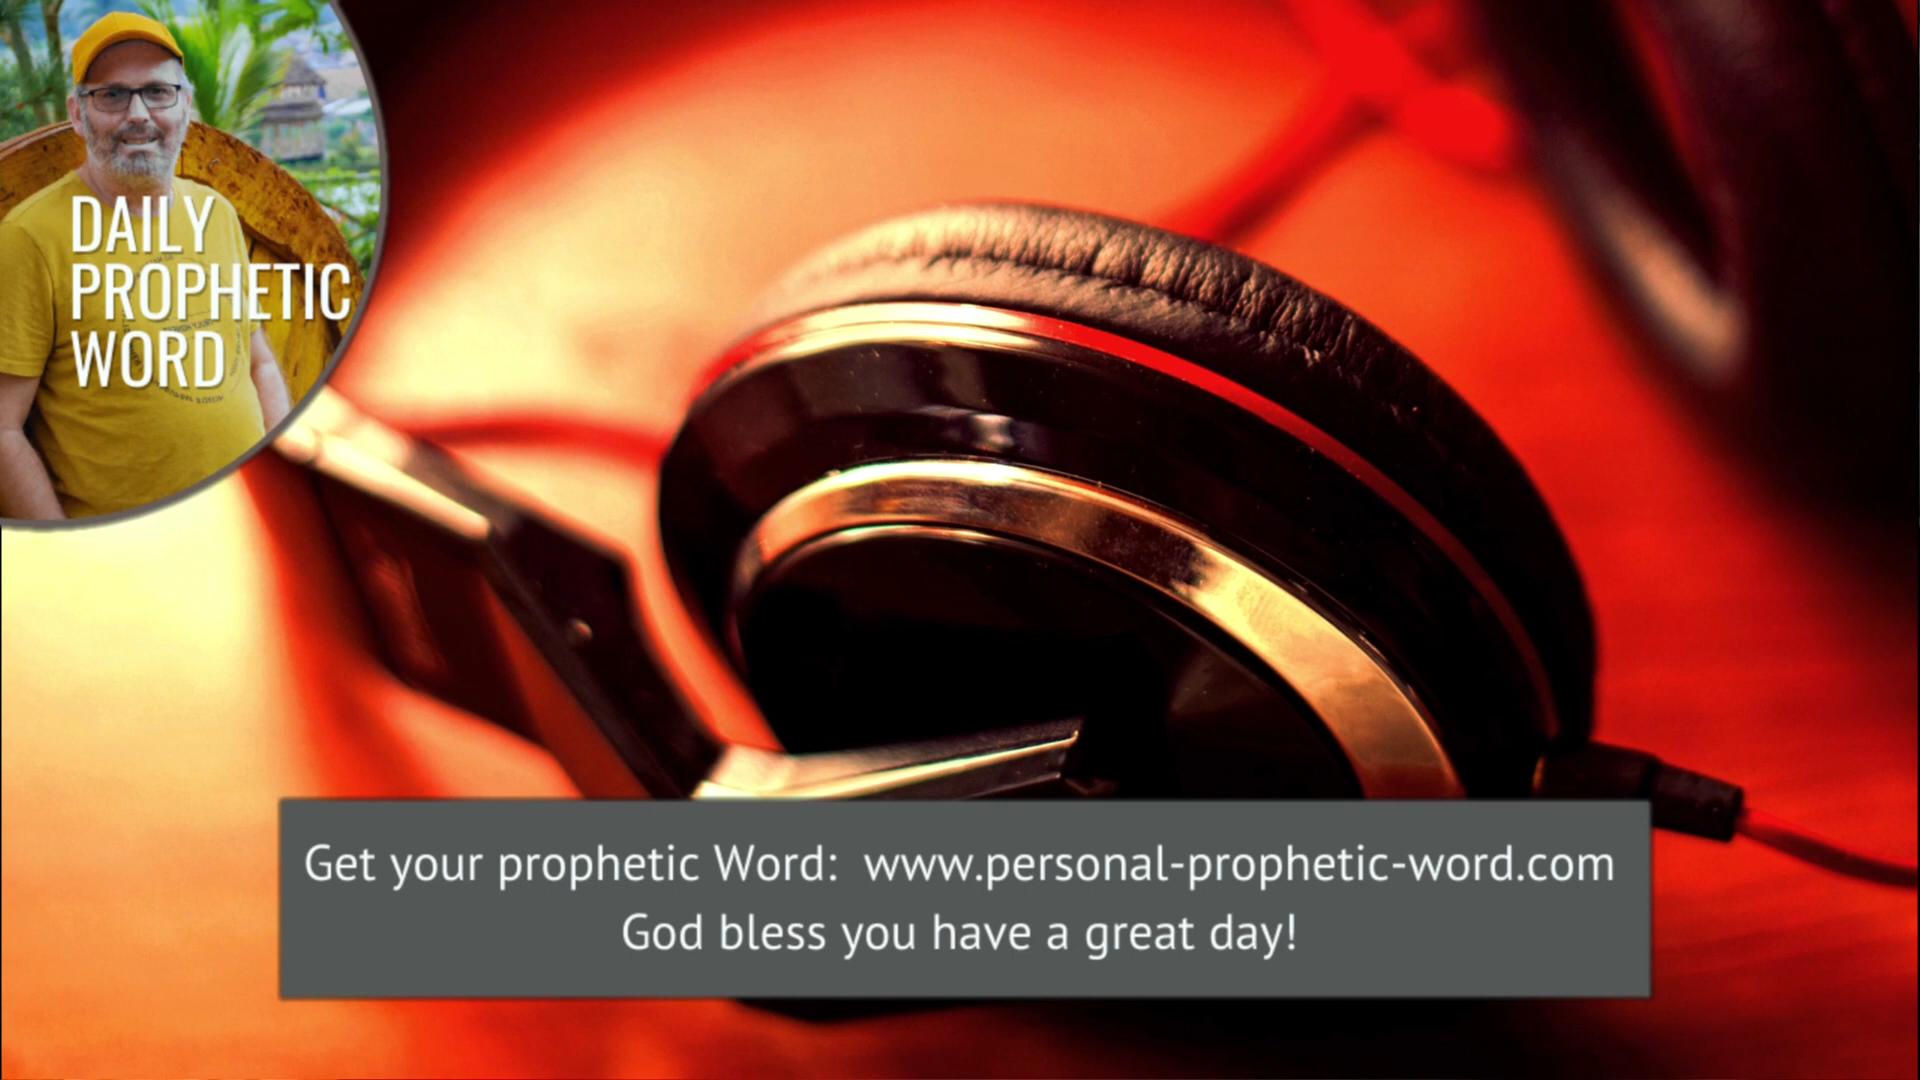 DAILY
PROPHETIC
WORD
Get your prophetic Word: www.personal-prophetic-word.com
God bless you have a great day!